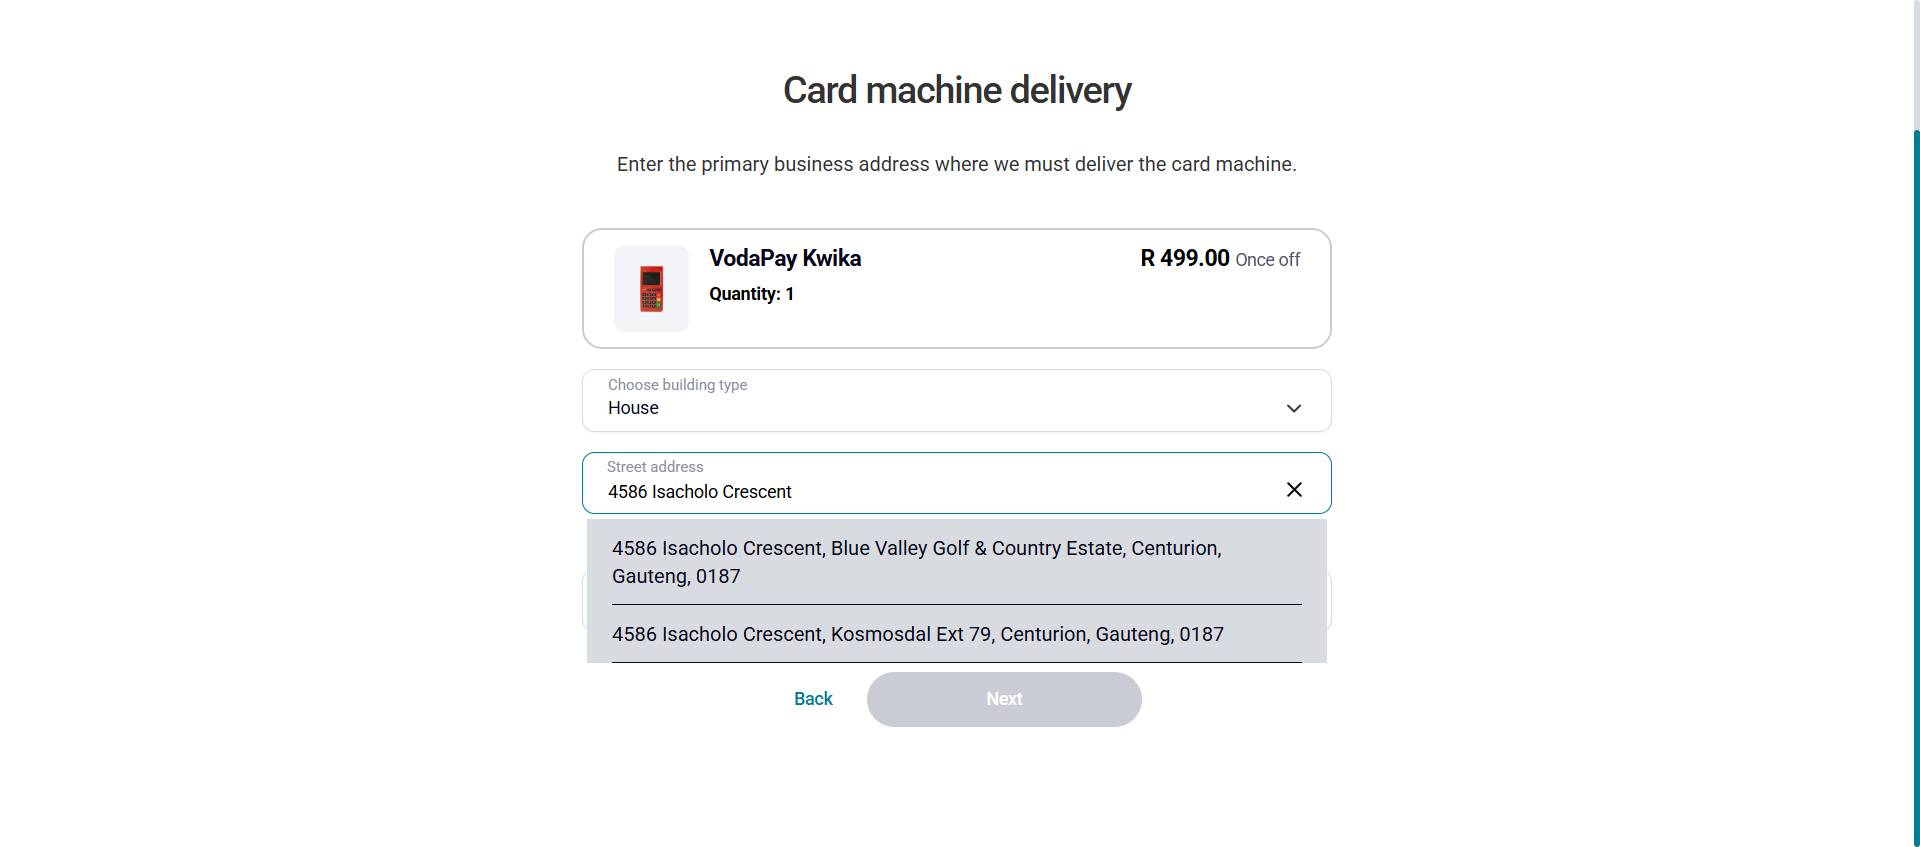 Card machine delivery
Enter the primary business address where we must deliver the card machine.
VodaPay Kwika
R 499.00 Once off
Quantity: 1
Choose building type
House
Street address
4586 Isacholo Crescent
4586 Isacholo Crescent, Blue Valley Golf & Country Estate, Centurion,
Gauteng, 0187
4586 Isacholo Crescent, Kosmosdal Ext 79, Centurion, Gauteng, 0187
Back
Next